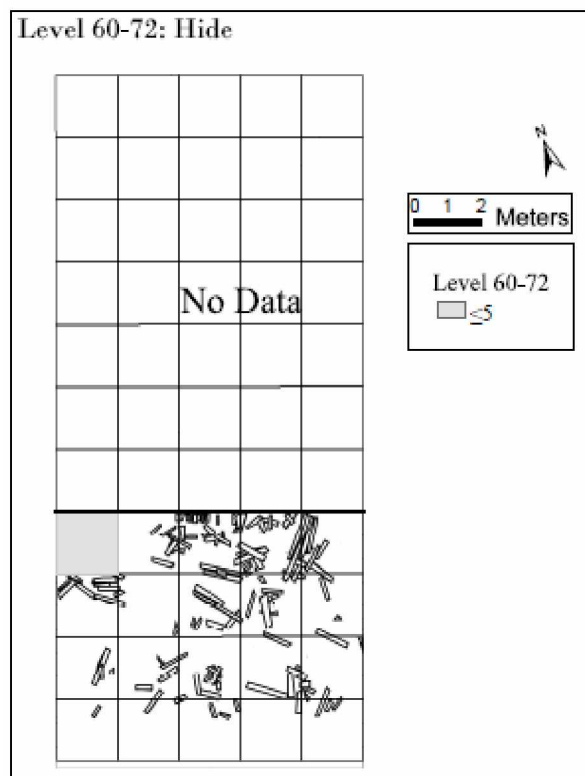 Level 60-72: Hide
N
0 1 2 Meters
Level 60-72
≤5
No Data